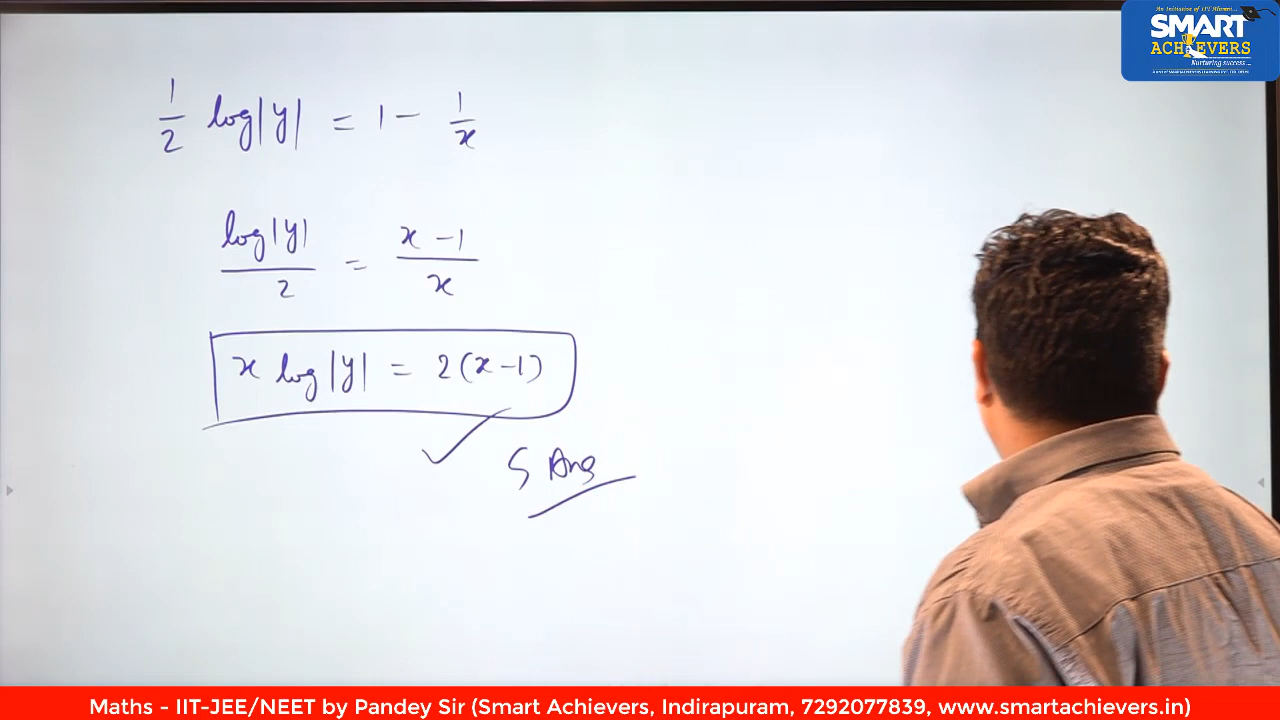 An Initiative of IIT Alumni...
SMART
ACHIEVERS
Nurturing success...
1/2 log|y| = 1 - 1/x
log|y|/2 = (x - 1)/x
x log|y| = 2(x-1)
Ans
Maths - IIT-JEE/NEET by Pandey Sir (Smart Achievers, Indirapuram, 7292077839, www.smartachievers.in)